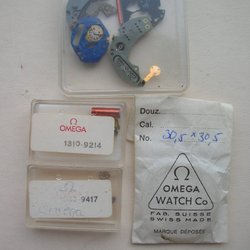 Douz.
Cal.
No. 30,5 x 30,5
Ω
OMEGA
WATCH Co
FAB. SUISSE
SWISS MADE
MARQUE DÉPOSÉE
Ω
OMEGA
1310-9214
9417